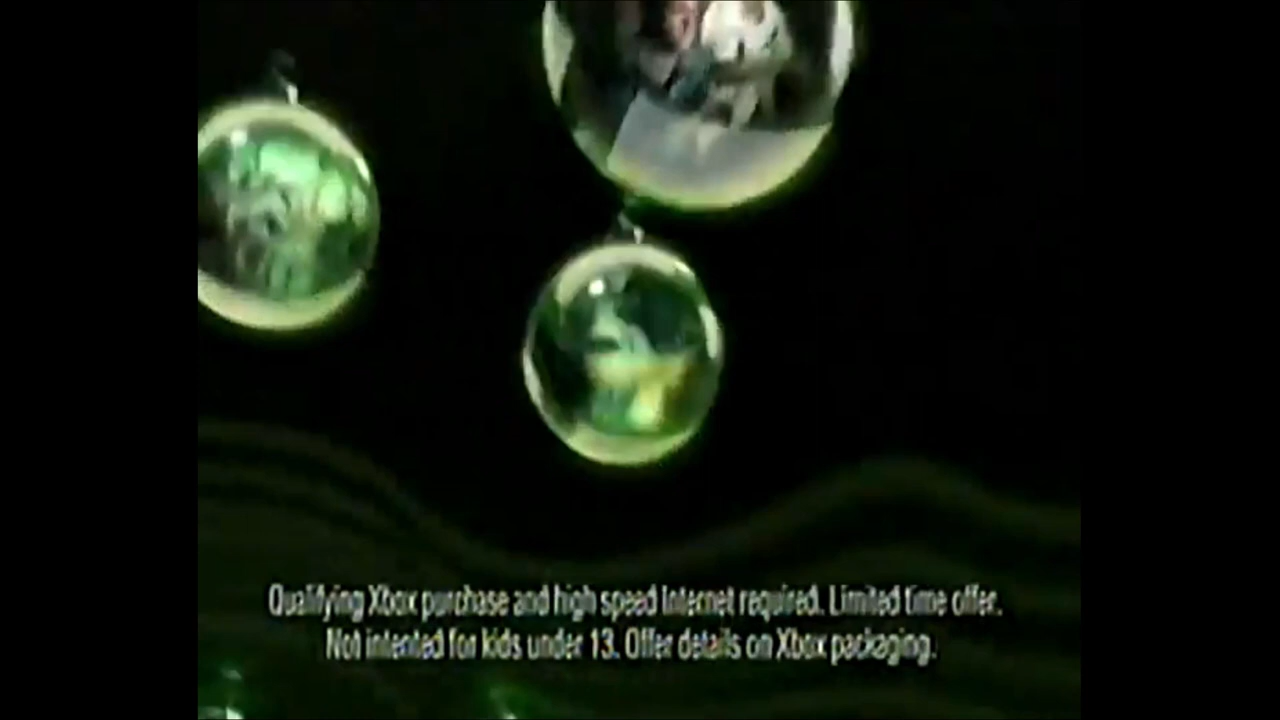 Qualifying Xbox purchase and high speed Internet required. Limited time offer.
Not intented for kids under 13. Offer details on Xbox packaging.